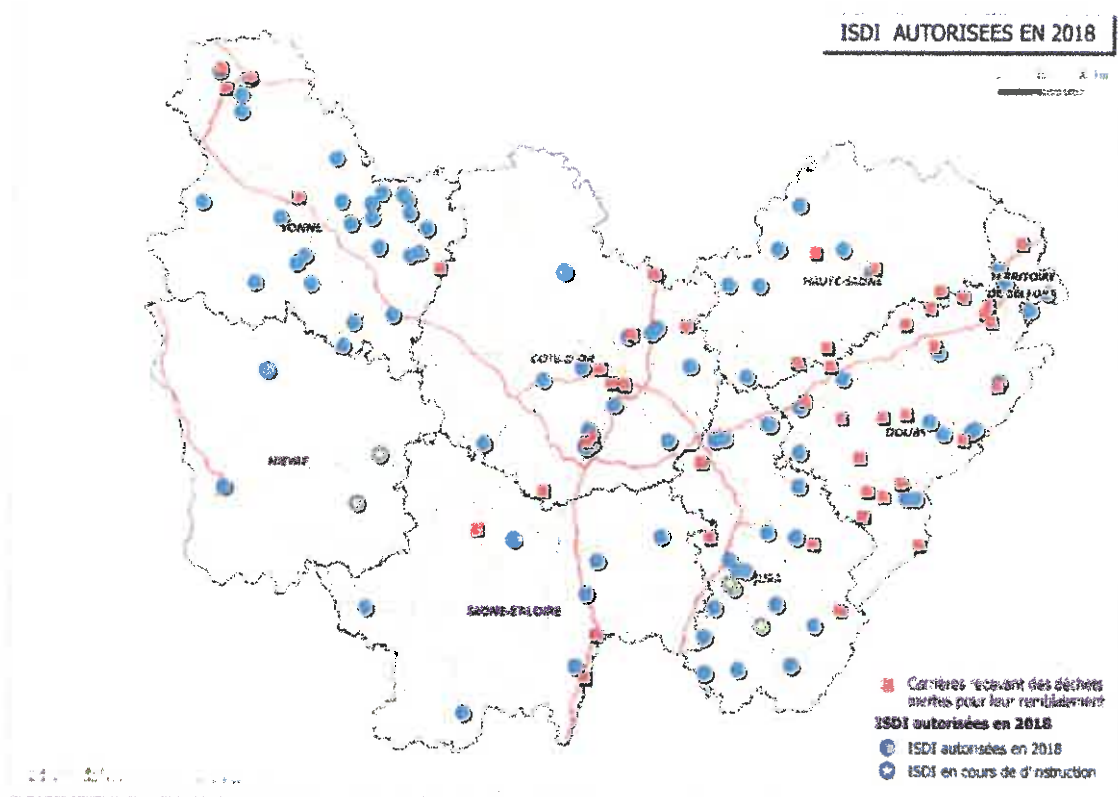 ISDI AUTORISEES EN 2018
km
YONNE
HAUTE-SAONE
TERRITOIRE
DE BELFORT
COTE-D'OR
DOUBS
NIEVRE
JURA
SAONE-ET-LOIRE
Carrières recevant des déchets
inertes pour leur remblaiement
ISDI autorisées en 2018
ISDI autorisées en 2018
ISDI en cours de d'instruction